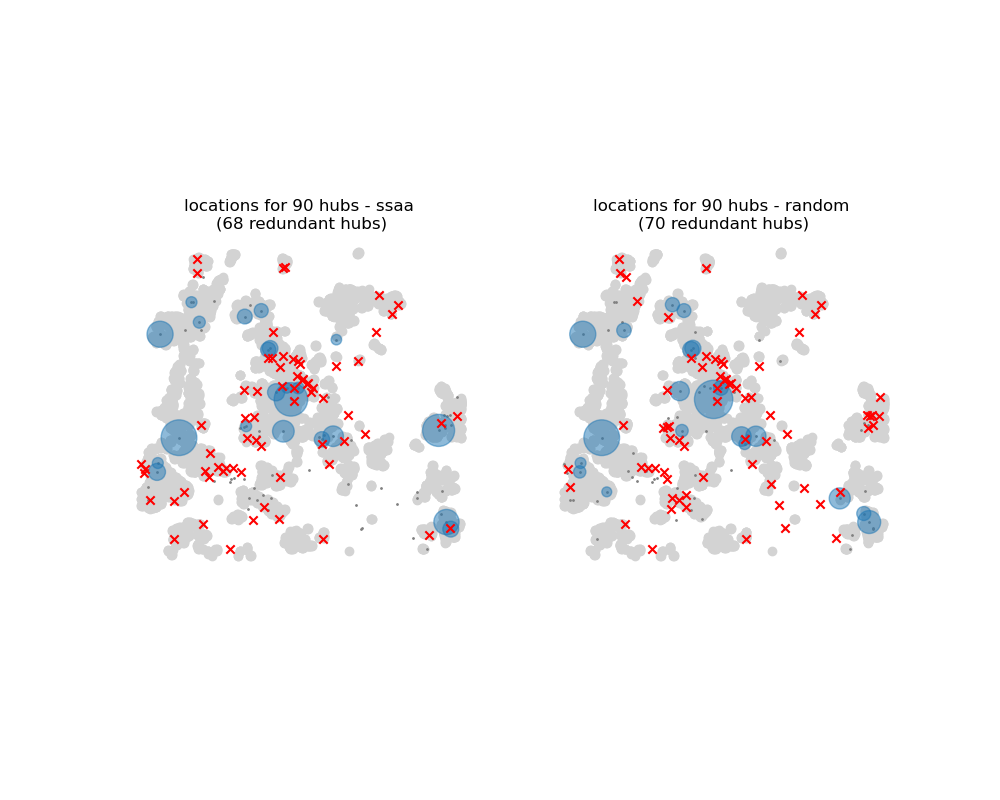 locations for 90 hubs - ssaa
(68 redundant hubs)
locations for 90 hubs - random
(70 redundant hubs)